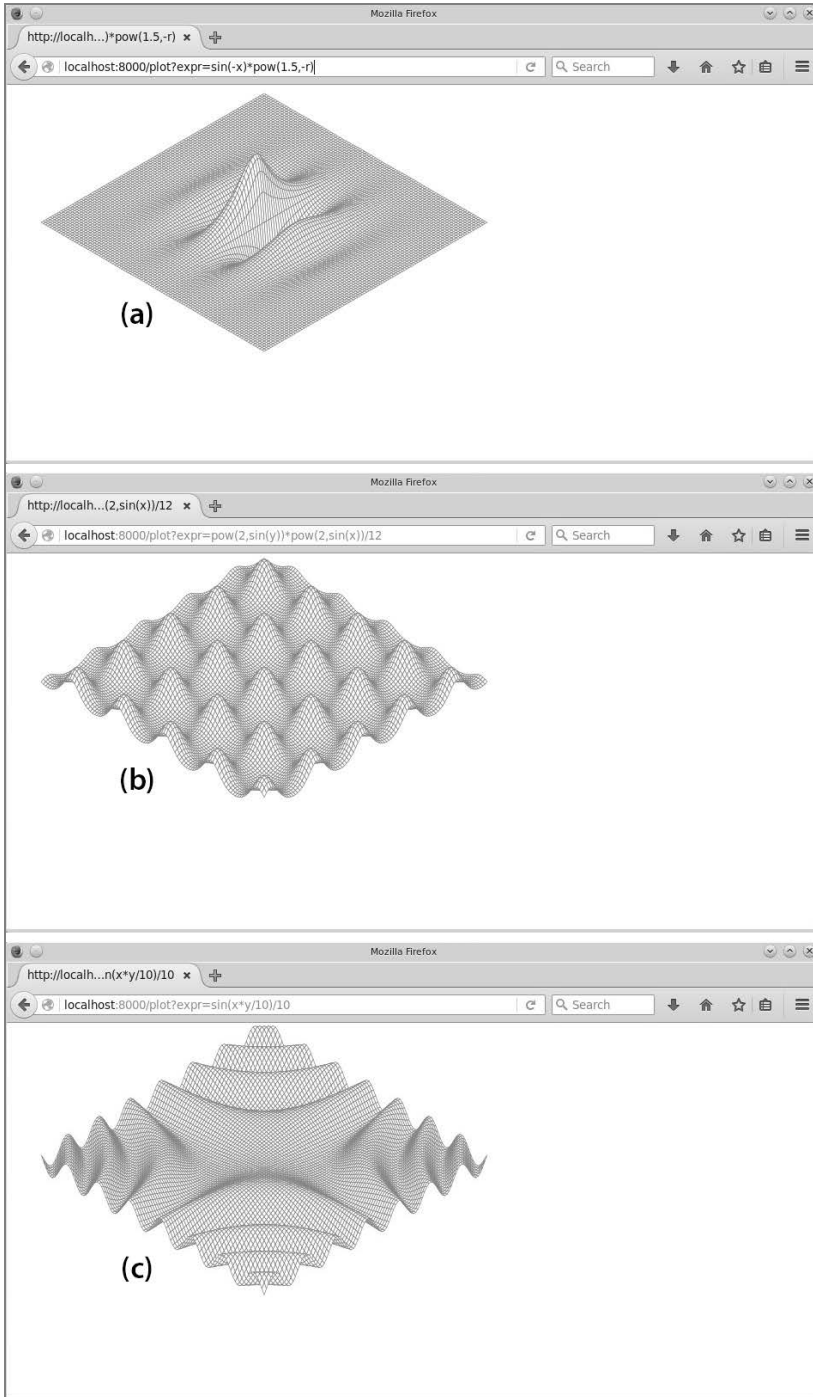 Mozilla Firefox
http://localh...)*pow(1.5,-r)
localhost:8000/plot?expr=sin(-x)*pow(1.5,-r)
Search
(a)
Mozilla Firefox
http://localh...(2,sin(x))/12
localhost:8000/plot?expr=pow(2,sin(y))*pow(2,sin(x))/12
Search
(b)
Mozilla Firefox
http://localh...n(x*y/10)/10
localhost:8000/plot?expr=sin(x*y/10)/10
Search
(c)